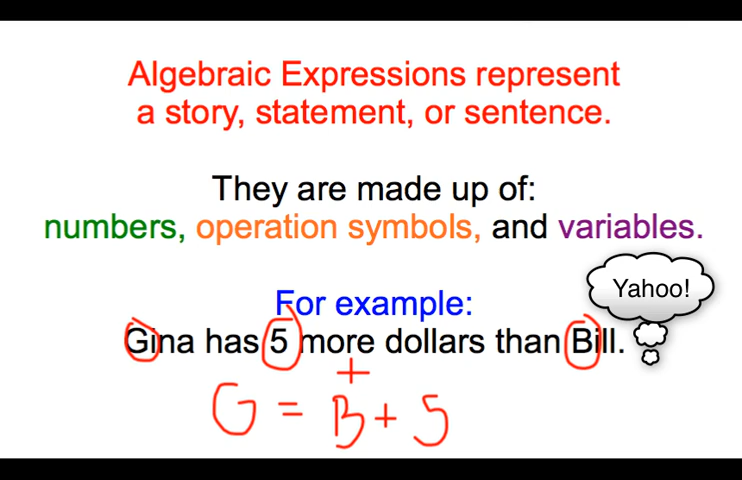 Algebraic Expressions represent
a story, statement, or sentence.
They are made up of:
numbers, operation symbols, and variables.
Yahoo!
For example:
Gina has 5 more dollars than Bill.
+
G = B + 5